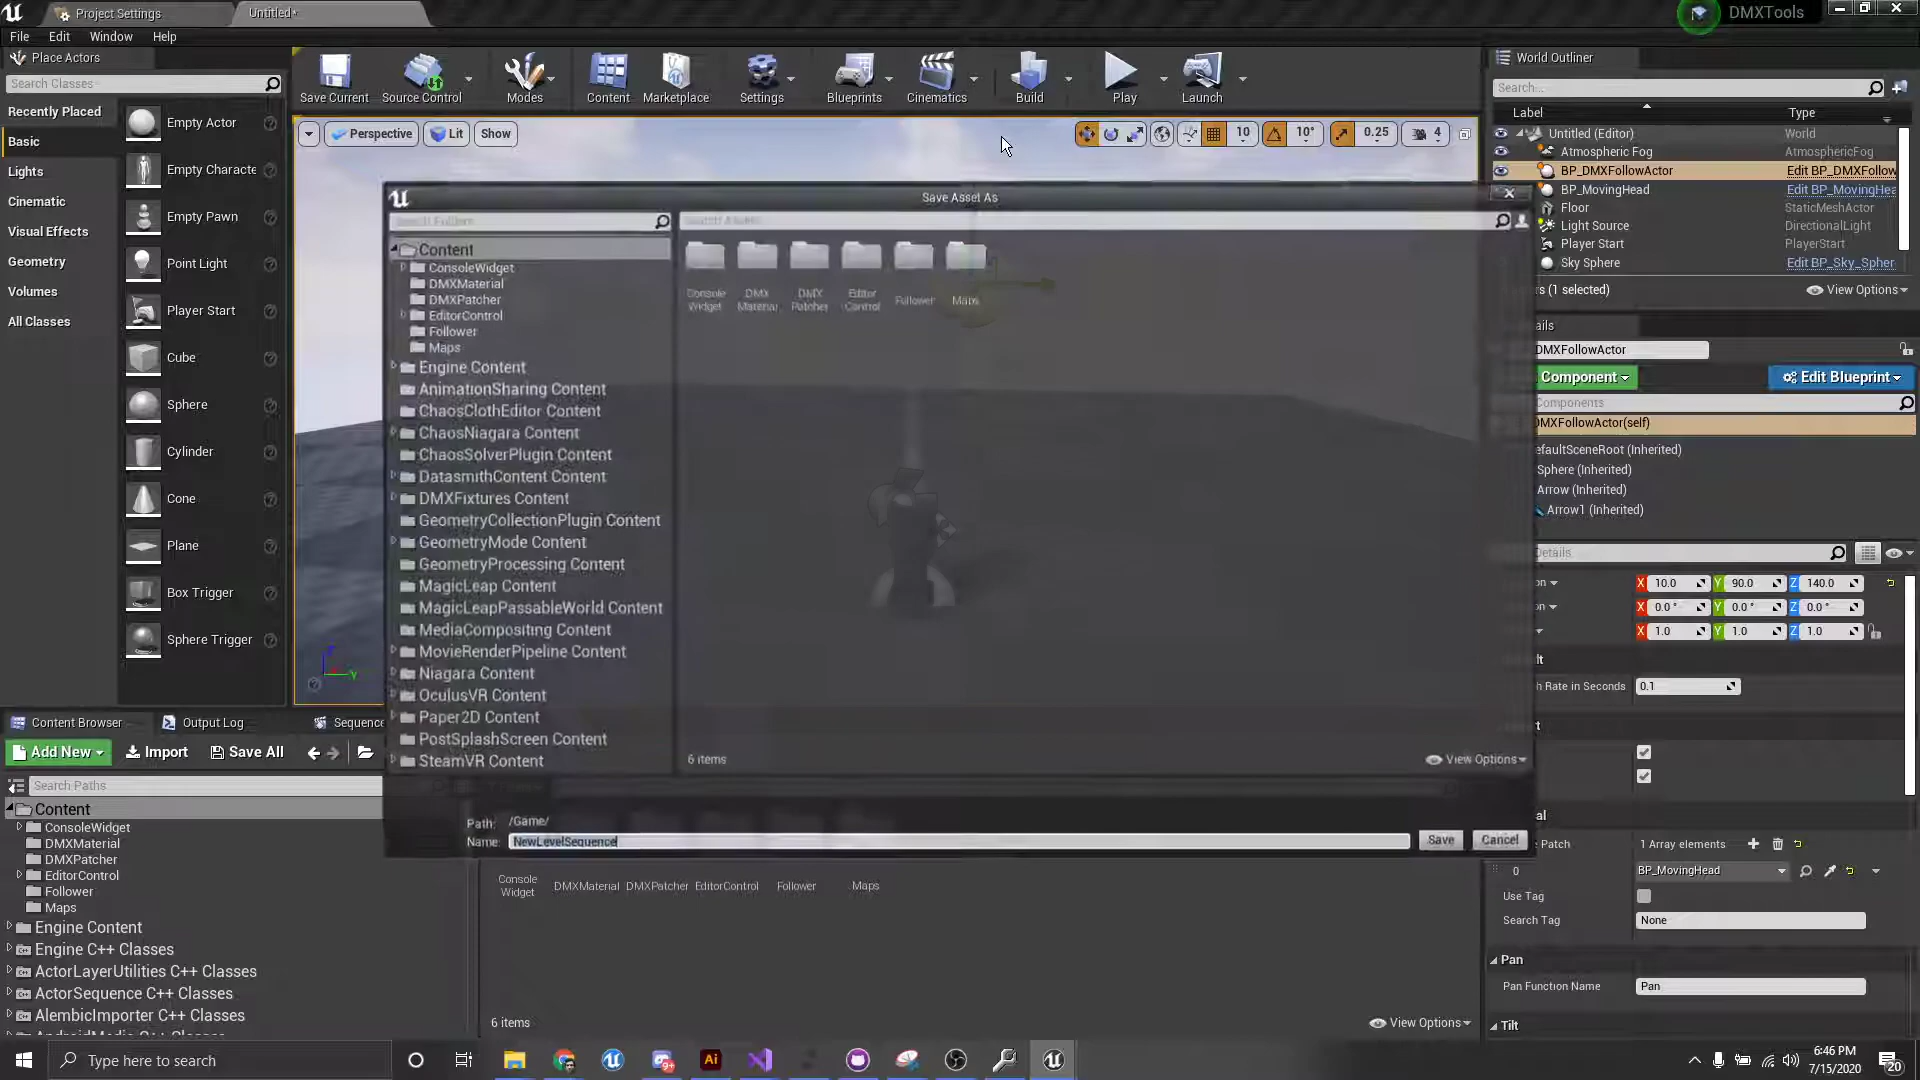 Project Settings
Untitled*
DMXTools
File Edit Window Help
Place Actors
Search Classes
Recently Placed
Basic
Lights
Cinematic
Visual Effects
Geometry
Volumes
All Classes
Empty Actor
Empty Characte
Empty Pawn
Point Light
Player Start
Cube
Sphere
Cylinder
Cone
Plane
Box Trigger
Sphere Trigger
Save Current
Source Control
Modes
Content
Marketplace
Settings
Blueprints
Cinematics
Build
Play
Launch
Perspective
Lit
Show
10
10°
0.25
4
Save Asset As
Search Folders
Search Assets
Content
ConsoleWidget
DMXMaterial
DMXPatcher
EditorControl
Follower
Maps
Engine Content
AnimationSharing Content
ChaosClothEditor Content
ChaosNiagara Content
ChaosSolverPlugin Content
DatasmithContent Content
DMXFixtures Content
GeometryCollectionPlugin Content
GeometryMode Content
GeometryProcessing Content
MagicLeap Content
MagicLeapPassableWorld Content
MediaCompositing Content
MovieRenderPipeline Content
Niagara Content
OculusVR Content
Paper2D Content
PostSplashScreen Content
SteamVR Content
Console Widget
DMX Material
DMX Patcher
Editor Control
Follower
Maps
6 items
View Options
Path: /Game/
Name: NewLevelSequence
Save
Cancel
World Outliner
Search...
Label Type
Untitled (Editor) World
Atmospheric Fog AtmosphericFog
BP_DMXFollowActor Edit BP_DMXFollow
BP_MovingHead Edit BP_MovingHea
Floor StaticMeshActor
Light Source DirectionalLight
Player Start PlayerStart
Sky Sphere Edit BP_Sky_Spher
rs (1 selected)
View Options
ails
DMXFollowActor
Component
Edit Blueprint
Components
DMXFollowActor(self)
efaultSceneRoot (Inherited)
Sphere (Inherited)
Arrow (Inherited)
Arrow1 (Inherited)
Details
on X 10.0 Y 90.0 Z 140.0
on X 0.0° Y 0.0° Z 0.0°
X 1.0 Y 1.0 Z 1.0
lt
h Rate in Seconds 0.1
t
al
e Patch 1 Array elements
0 BP_MovingHead
Use Tag
Search Tag None
Pan
Pan Function Name Pan
Tilt
Content Browser
Output Log
Sequence
Add New
Import
Save All
Search Paths
Content
ConsoleWidget
DMXMaterial
DMXPatcher
EditorControl
Follower
Maps
Engine Content
Engine C++ Classes
ActorLayerUtilities C++ Classes
ActorSequence C++ Classes
AlembicImporter C++ Classes
AndroidMedia C++ Classes
Console Widget
DMXMaterial
DMXPatcher
EditorControl
Follower
Maps
6 items
View Options
Type here to search
Ai
9+
6:46 PM
7/15/2020
20